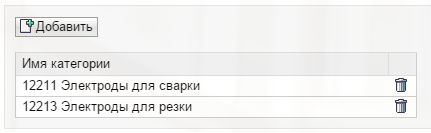 Добавить
Имя категории
12211 Электроды для сварки
12213 Электроды для резки